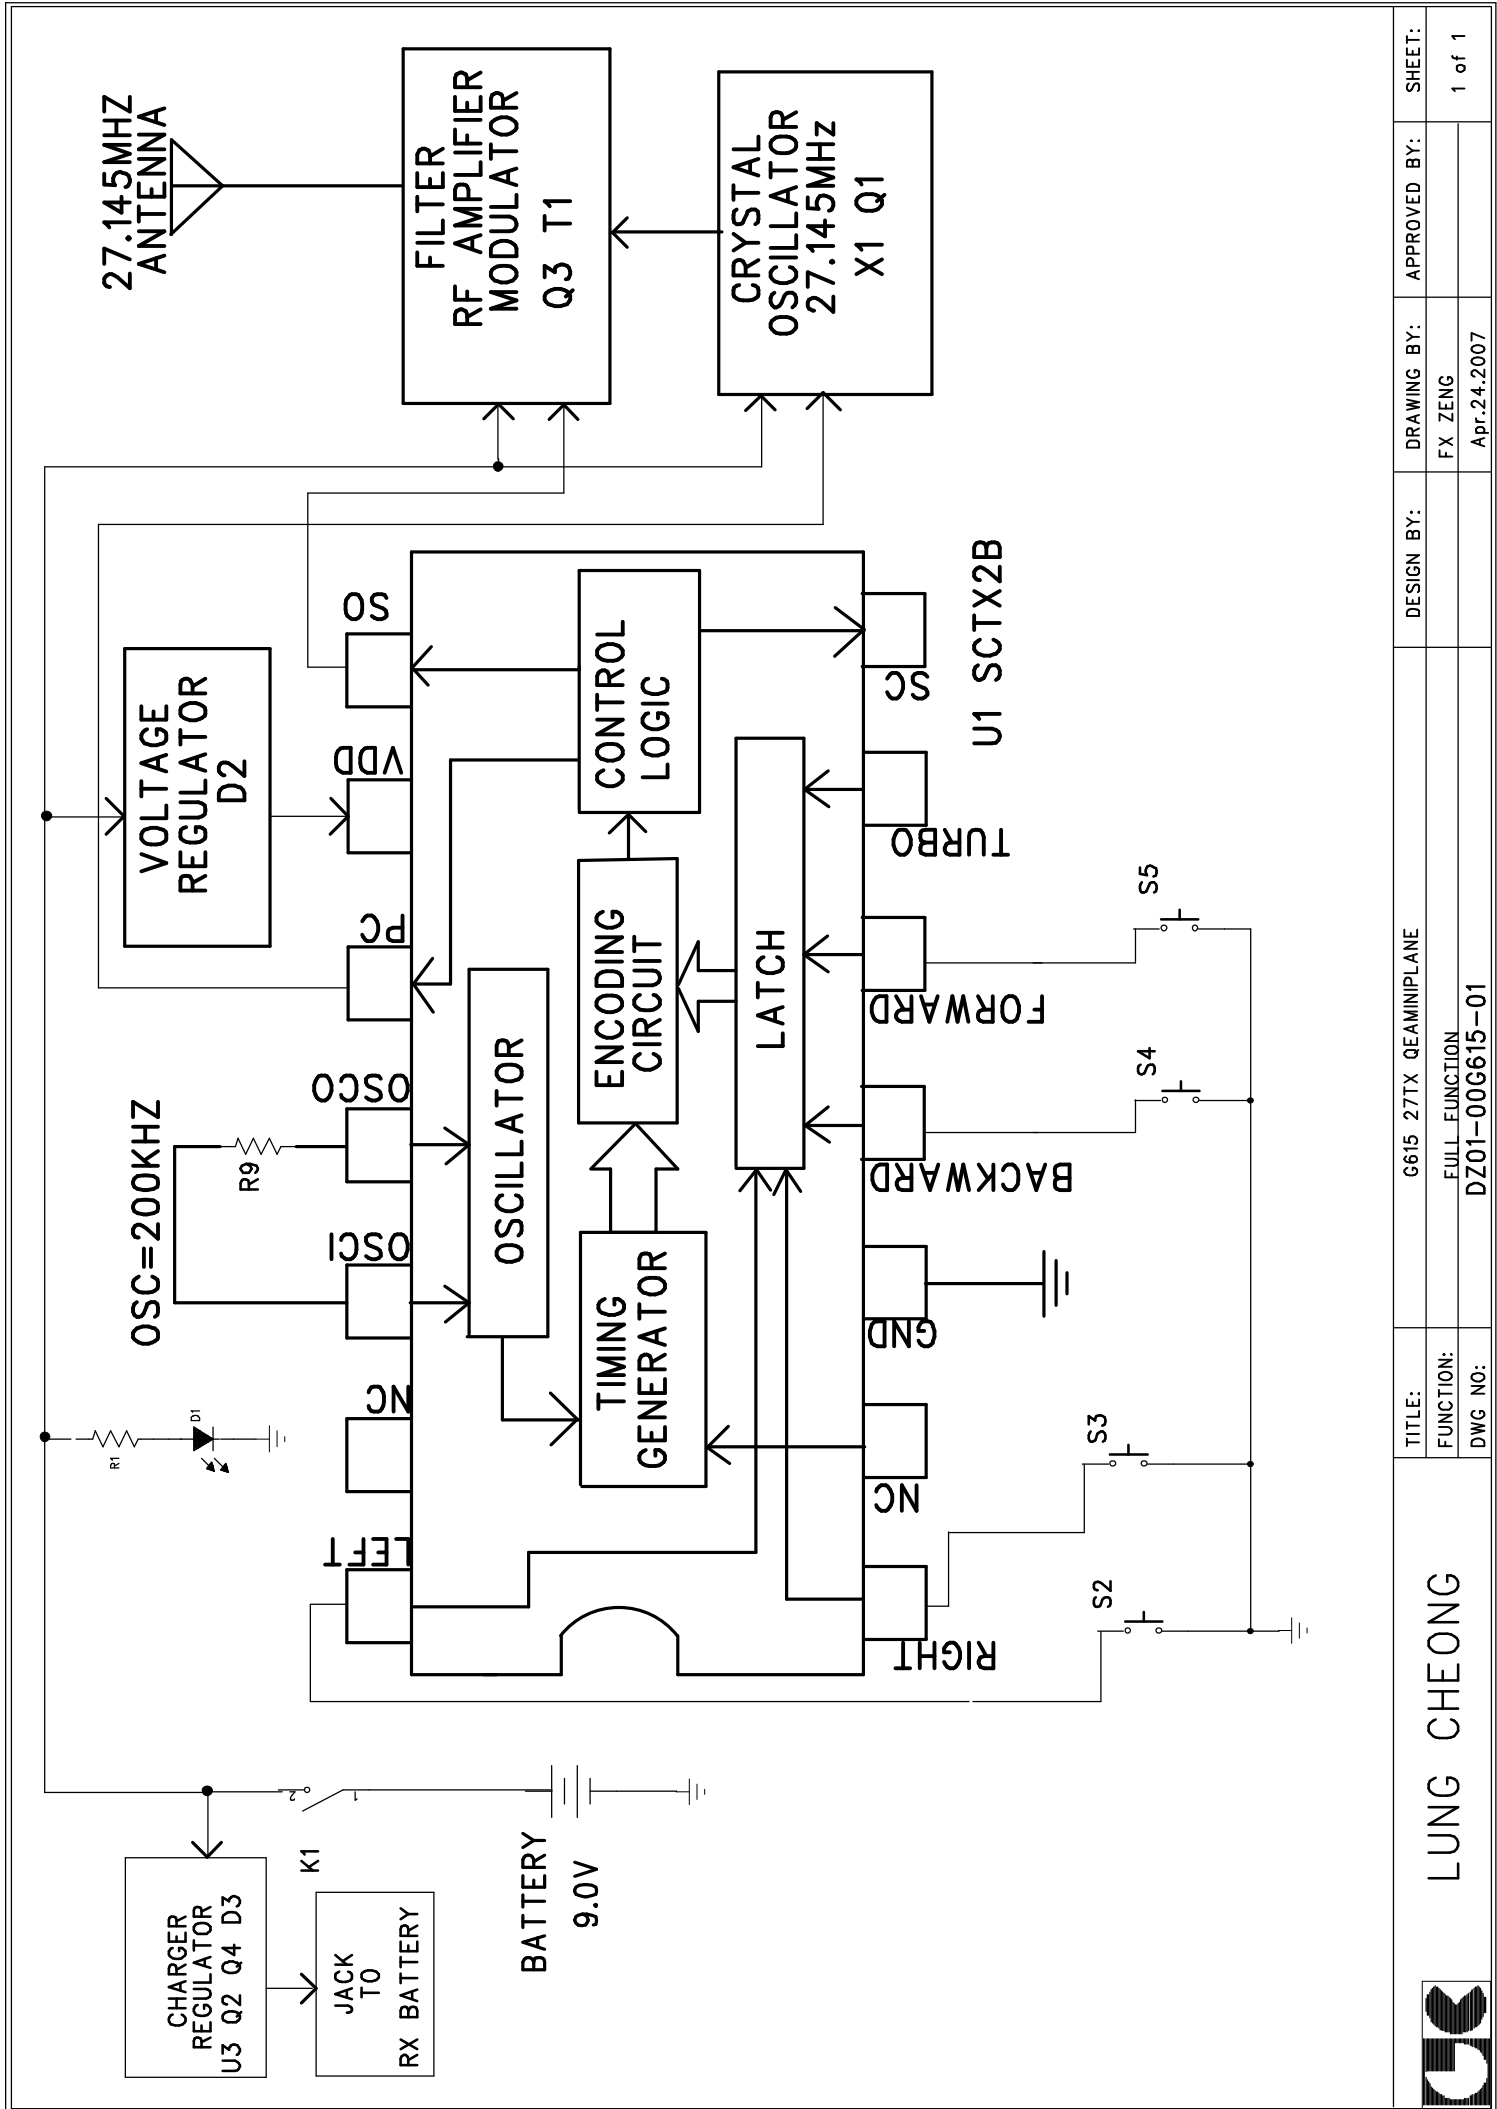 CHARGER
REGULATOR
U3 Q2 Q4 D3
JACK
TO
RX BATTERY
K1
2
1
BATTERY
9.0V
R1
D1
OSC=200KHZ
R9
VOLTAGE
REGULATOR
D2
27.145MHZ
ANTENNA
FILTER
RF AMPLIFIER
MODULATOR
Q3 T1
CRYSTAL
OSCILLATOR
27.145MHz
X1 Q1
LEFT
NC
OSCI
OSCO
PC
VDD
SO
OSCILLATOR
TIMING
GENERATOR
ENCODING
CIRCUIT
CONTROL
LOGIC
LATCH
RIGHT
NC
GND
BACKWARD
FORWARD
TURBO
SC
U1 SCTX2B
S2
S3
S4
S5
LUNG CHEONG
TITLE:
G615 27TX QEAMINIPLANE
FUNCTION:
FULL FUNCTION
DWG NO:
DZ01-00G615-01
DESIGN BY:
DRAWING BY:
FX ZENG
Apr.24.2007
APPROVED BY:
SHEET:
1 of 1